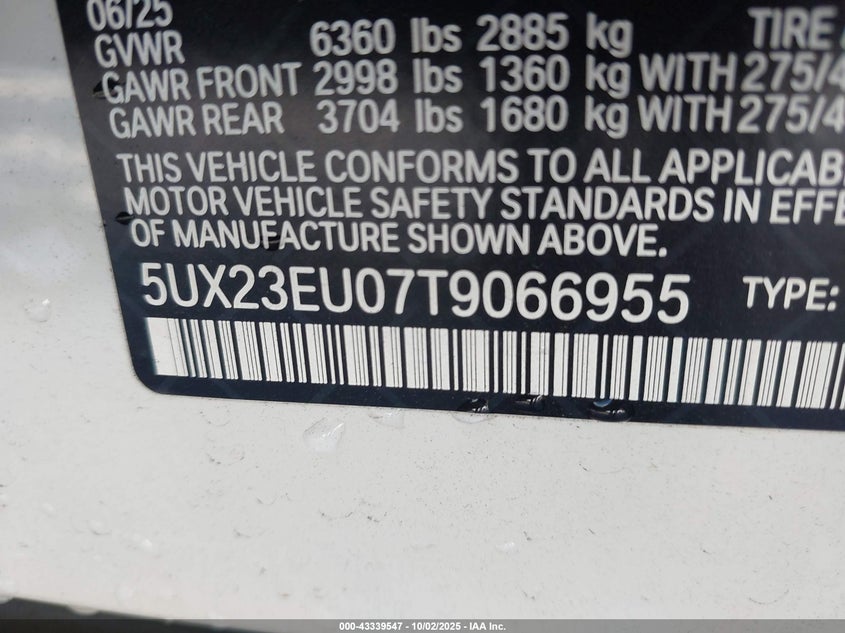 06/25
GVWR 6360 lbs 2885 kg TIRE
GAWR FRONT 2998 lbs 1360 kg WITH 275/4
GAWR REAR 3704 lbs 1680 kg WITH 275/4
THIS VEHICLE CONFORMS TO ALL APPLICAB
MOTOR VEHICLE SAFETY STANDARDS IN EFFE
OF MANUFACTURE SHOWN ABOVE.
5UX23EU07T9066955 TYPE:
000-43339547 - 10/02/2025 - IAA Inc.